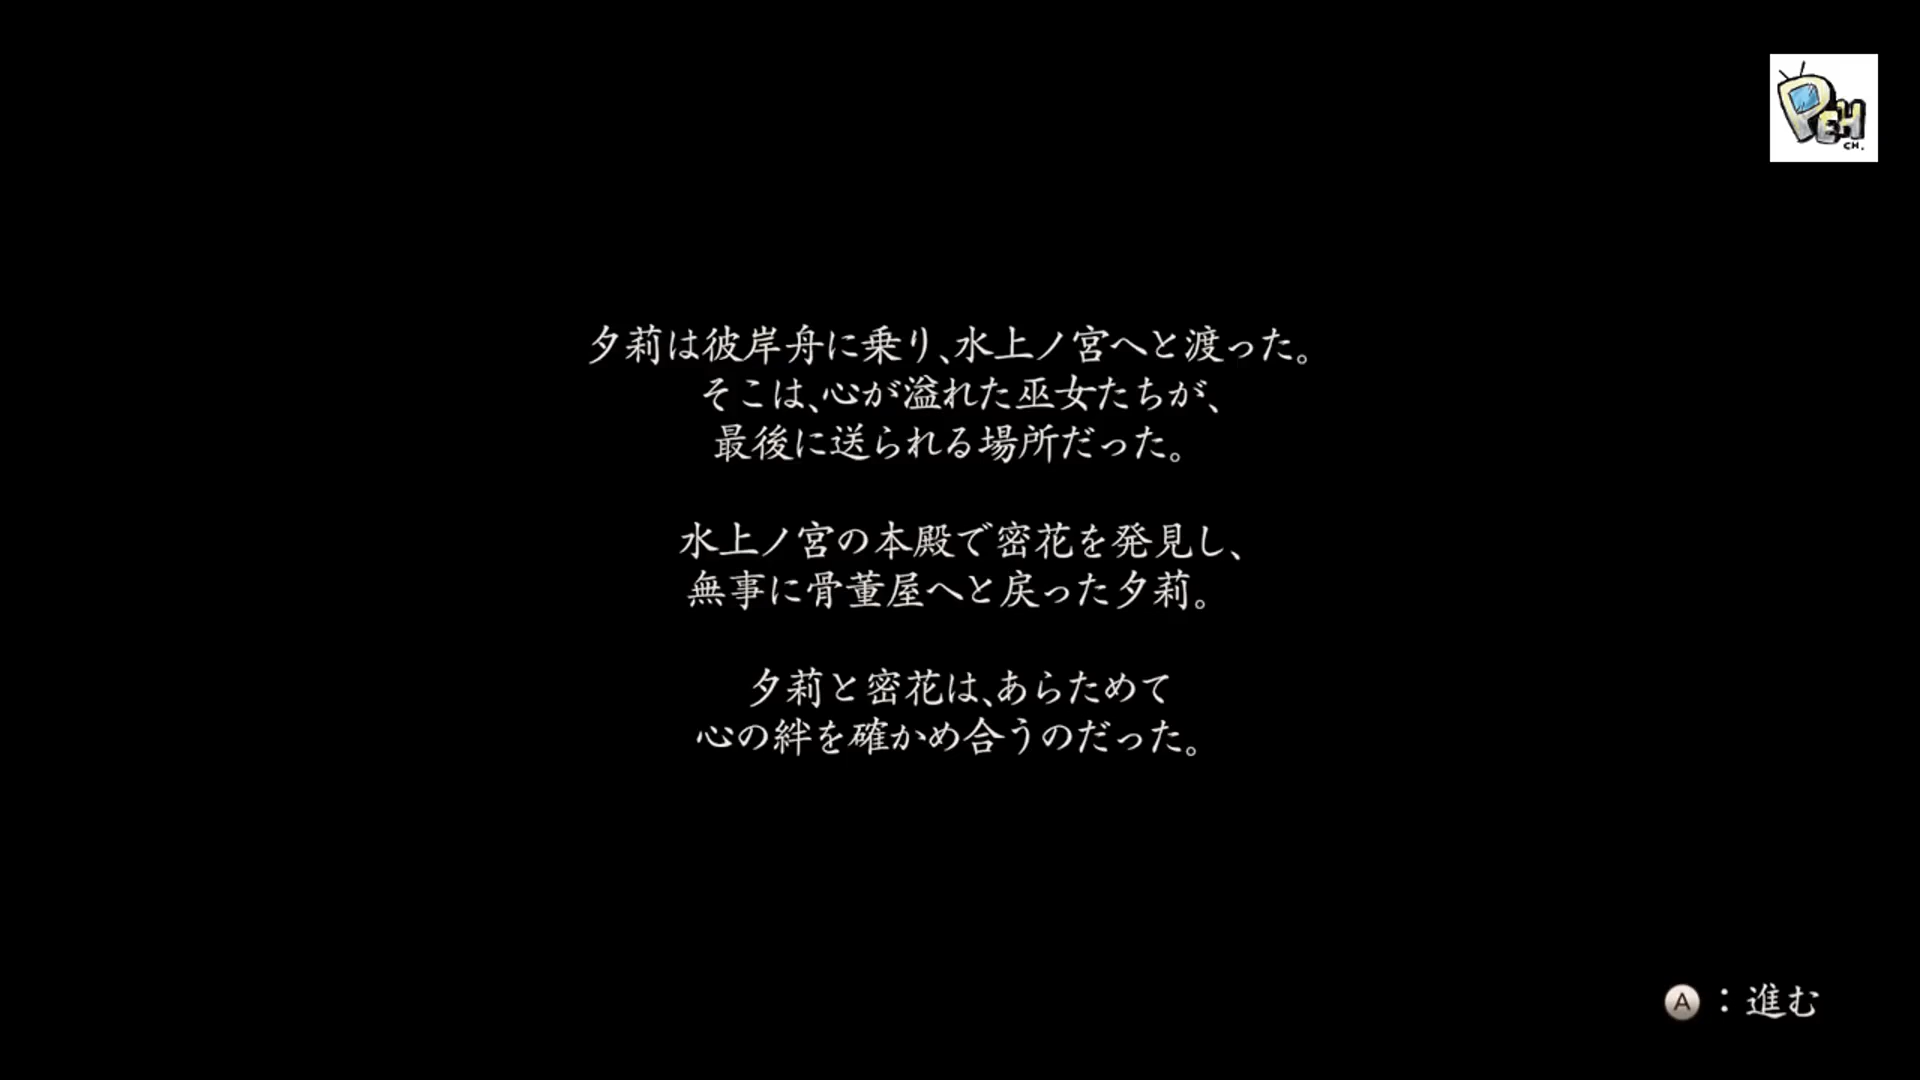 PEH
CH.
夕莉は彼岸舟に乗り、水上ノ宮へと渡った。
そこは、心が溢れた巫女たちが、
最後に送られる場所だった。
水上ノ宮の本殿で密花を発見し、
無事に骨董屋へと戻った夕莉。
夕莉と密花は、あらためて
心の絆を確かめ合うのだった。
A：進む